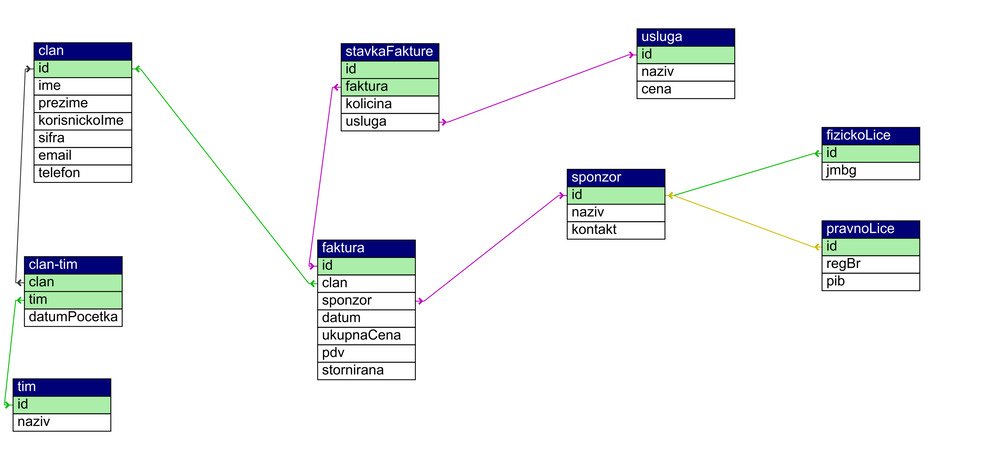 clan
id
ime
prezime
korisnickoIme
sifra
email
telefon
clan-tim
clan
tim
datumPocetka
tim
id
naziv
stavkaFakture
id
faktura
kolicina
usluga
faktura
id
clan
sponzor
datum
ukupnaCena
pdv
stornirana
usluga
id
naziv
cena
sponzor
id
naziv
kontakt
fizickoLice
id
jmbg
pravnoLice
id
regBr
pib